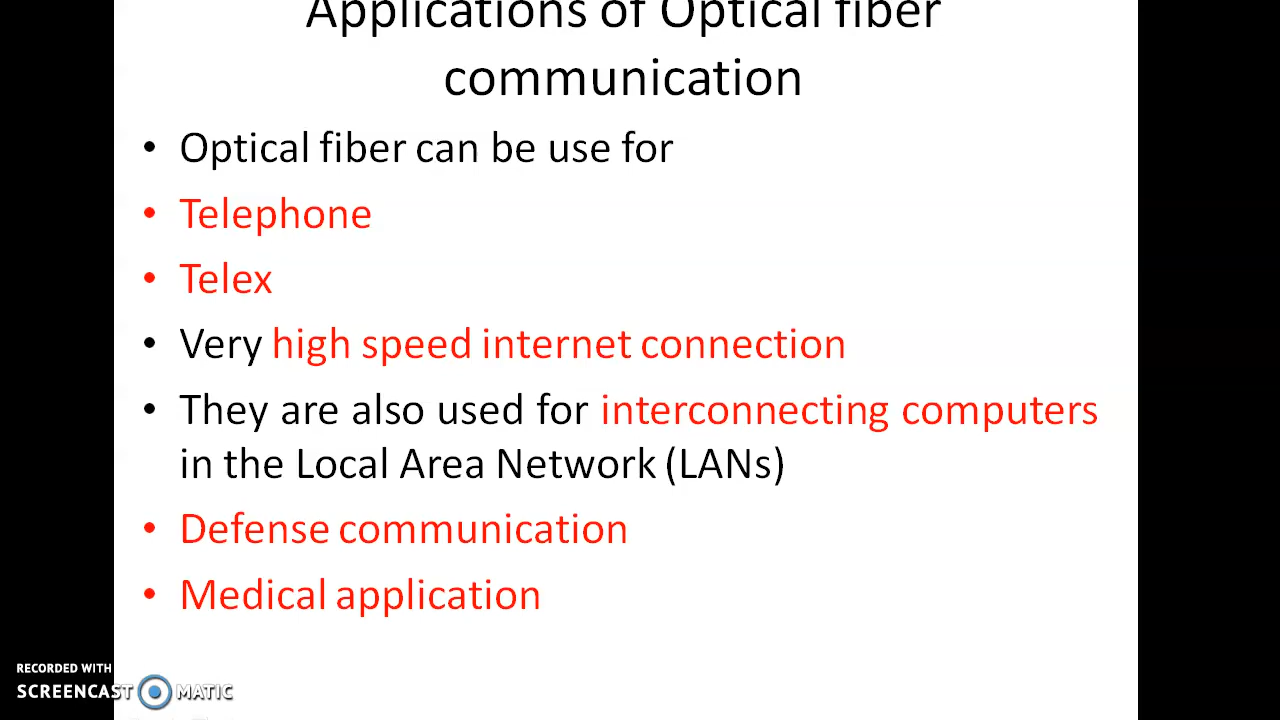 Applications of Optical fiber
communication
• Optical fiber can be use for
• Telephone
• Telex
• Very high speed internet connection
• They are also used for interconnecting computers
in the Local Area Network (LANs)
• Defense communication
• Medical application
RECORDED WITH
SCREENCAST MATIC